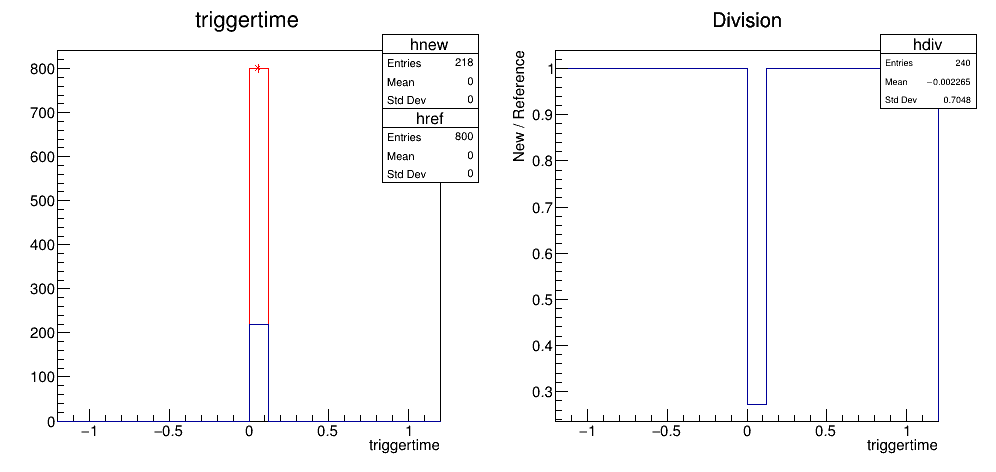 triggertime
hnew
Entries 218
Mean 0
Std Dev 0
href
Entries 800
Mean 0
Std Dev 0
800
700
600
500
400
300
200
100
0
−1 −0.5 0 0.5 1
triggertime
Division
hdiv
Entries 240
Mean −0.002265
Std Dev 0.7048
New / Reference
1
0.9
0.8
0.7
0.6
0.5
0.4
0.3
−1 −0.5 0 0.5 1
triggertime